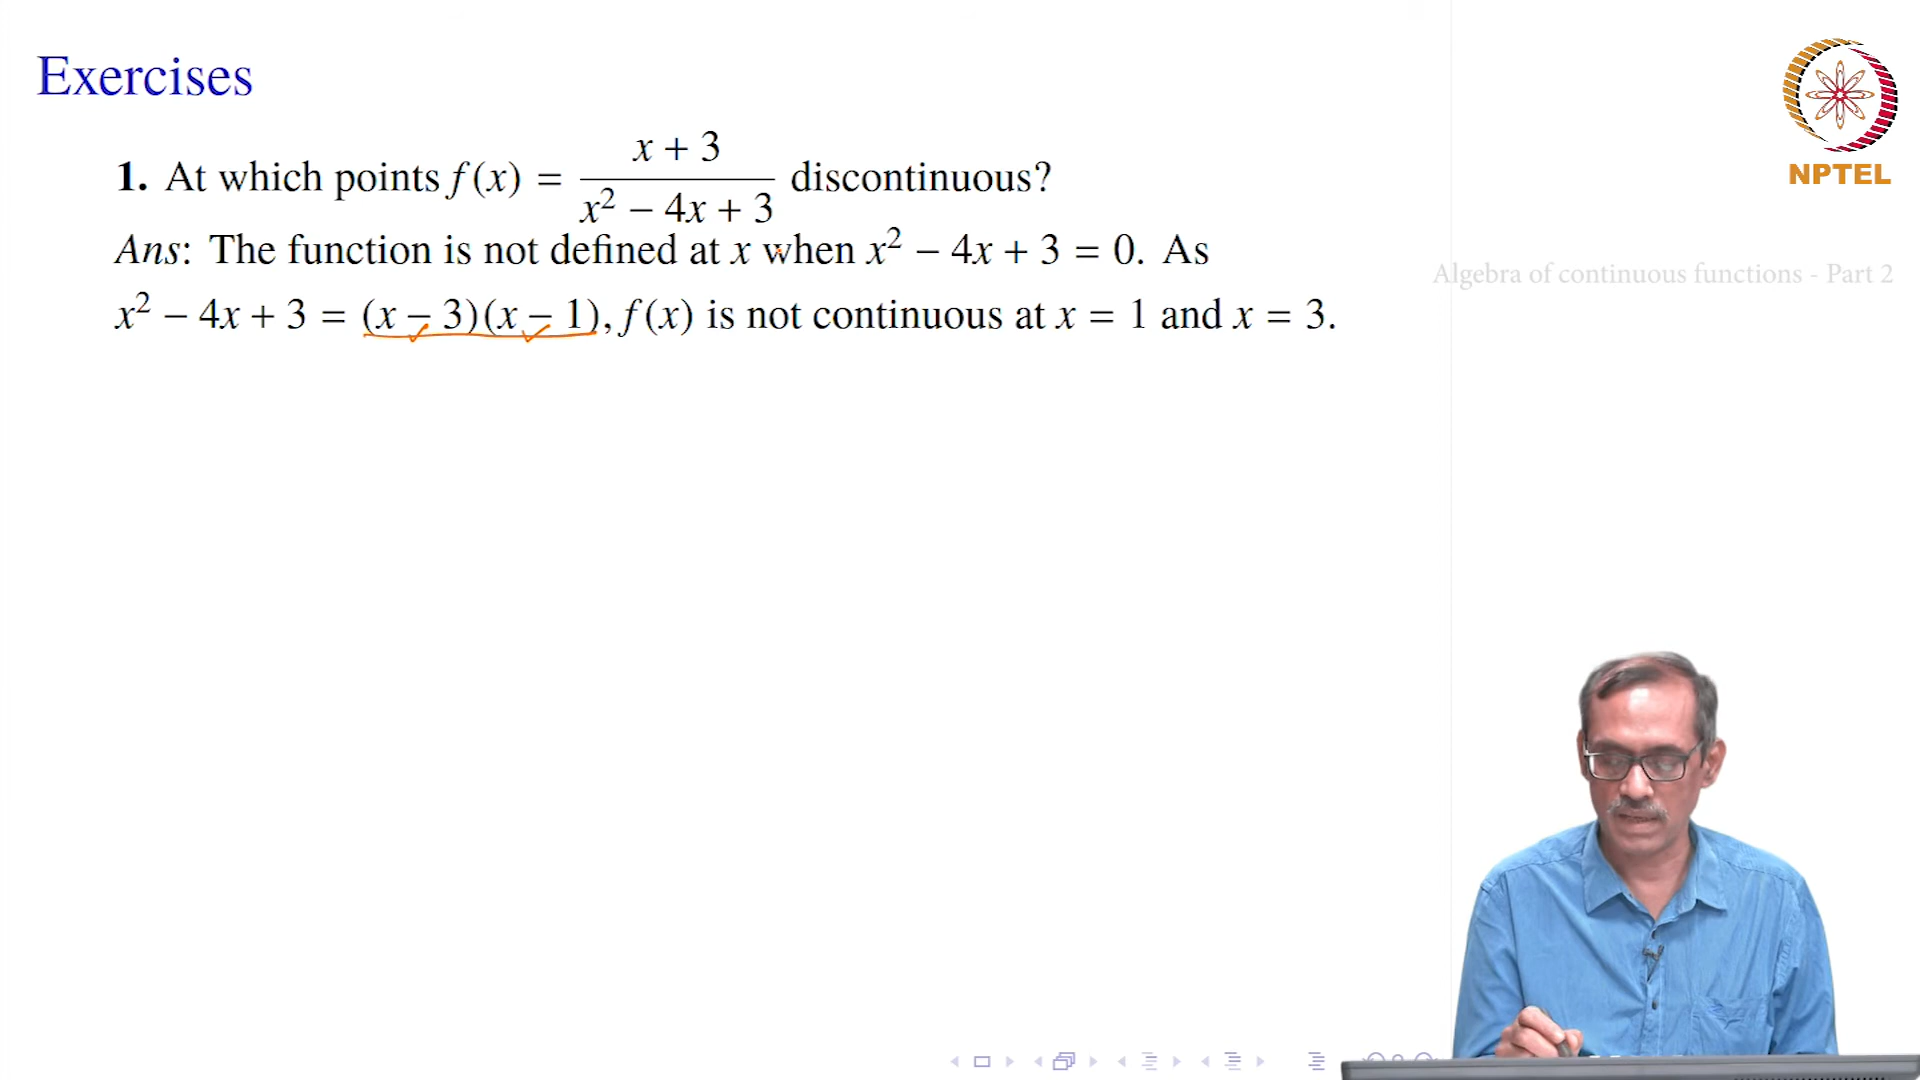 Exercises
1. At which points f(x) = (x + 3)/(x² − 4x + 3) discontinuous?
Ans: The function is not defined at x when x² − 4x + 3 = 0. As
x² − 4x + 3 = (x − 3)(x − 1), f(x) is not continuous at x = 1 and x = 3.
NPTEL
Algebra of continuous functions - Part 2